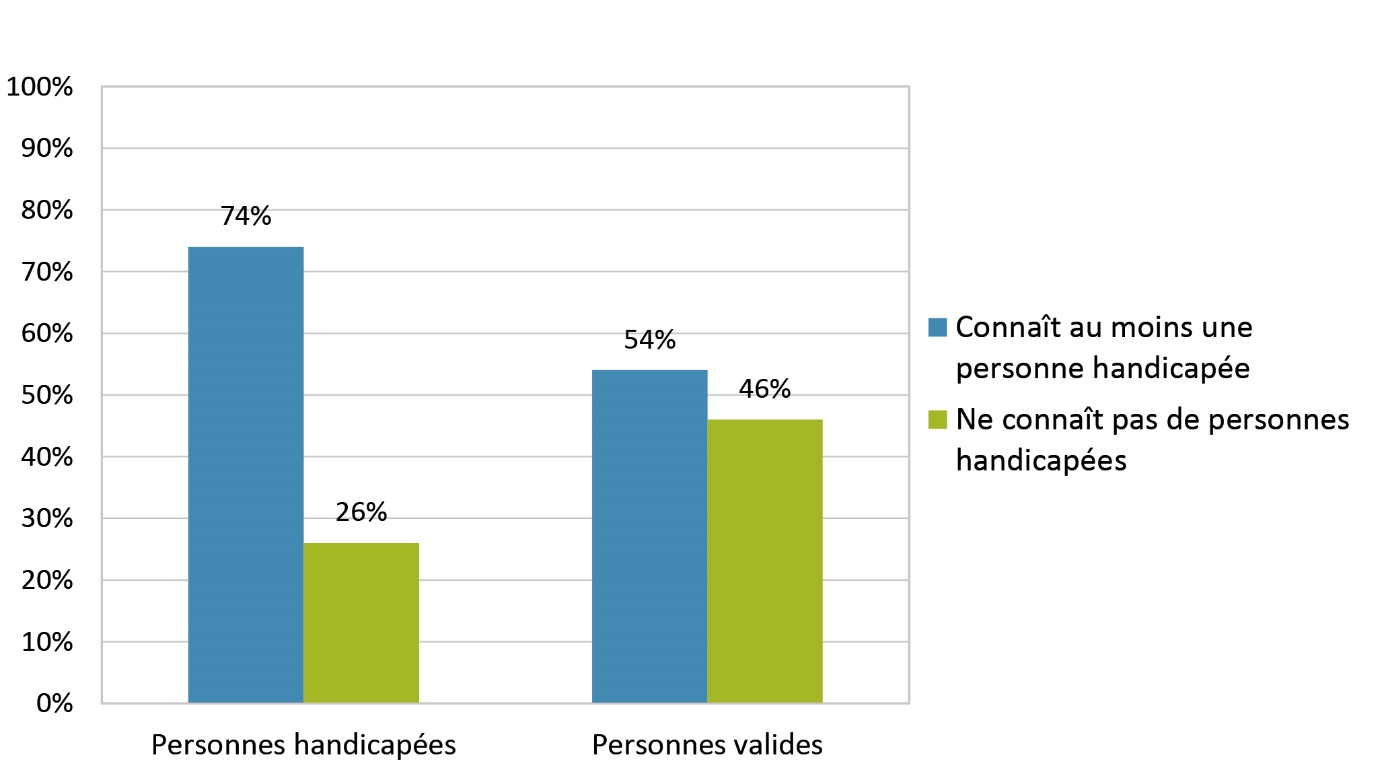 100%
90%
80%
70%
60%
50%
40%
30%
20%
10%
0%
74%
26%
54%
46%
Personnes handicapées
Personnes valides
Connaît au moins une
personne handicapée
Ne connaît pas de personnes
handicapées